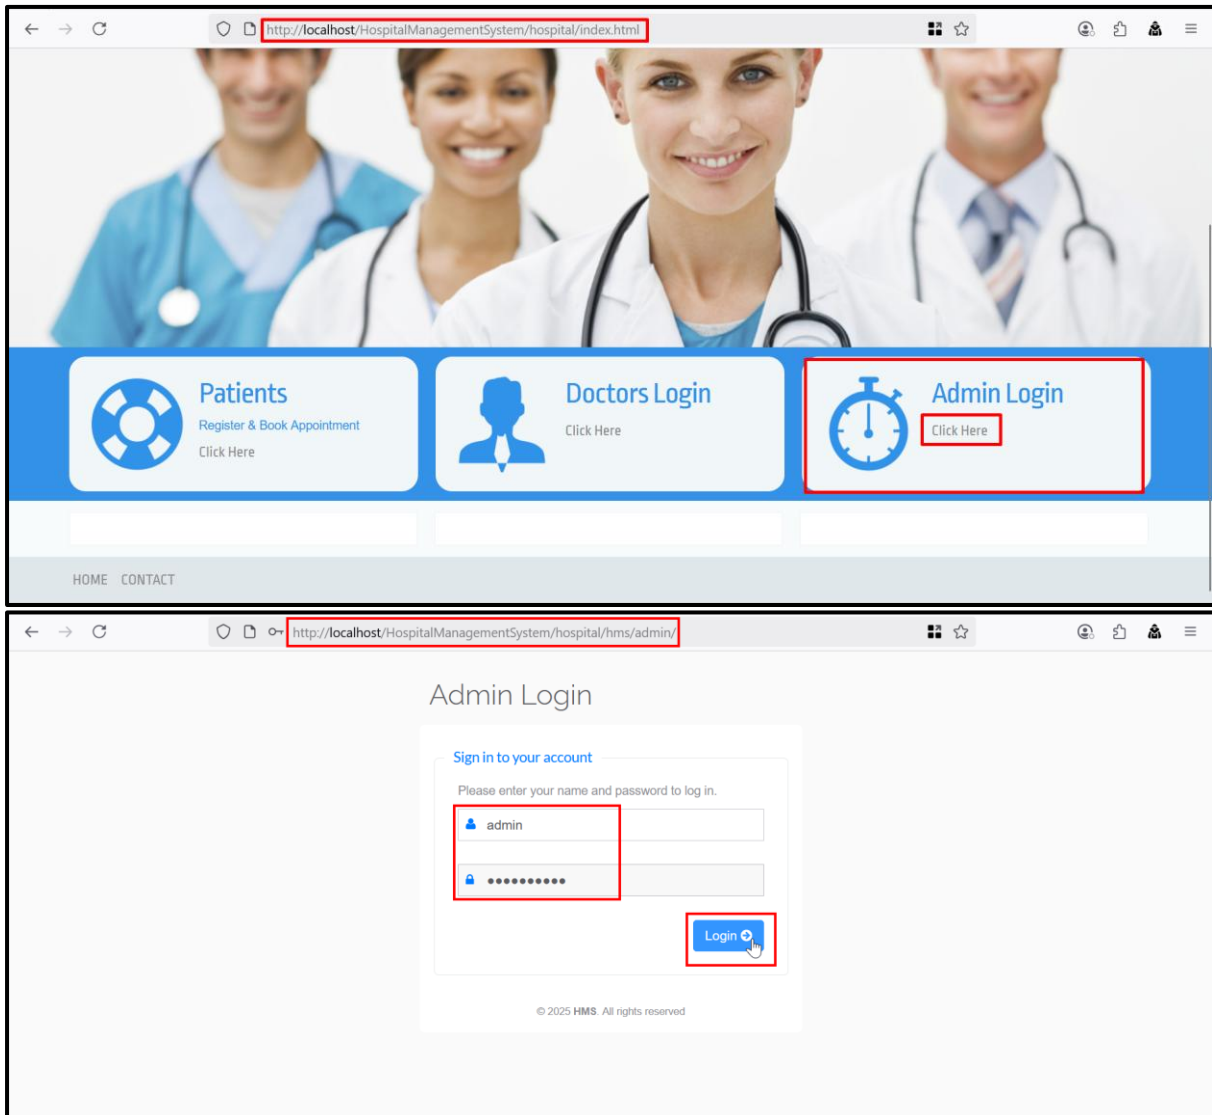 http://localhost/HospitalManagementSystem/hospital/index.html
Patients
Register & Book Appointment
Click Here
Doctors Login
Click Here
Admin Login
Click Here
HOME CONTACT
http://localhost/HospitalManagementSystem/hospital/hms/admin/
Admin Login
Sign in to your account
Please enter your name and password to log in.
admin
••••••••••
Login
© 2025 HMS. All rights reserved